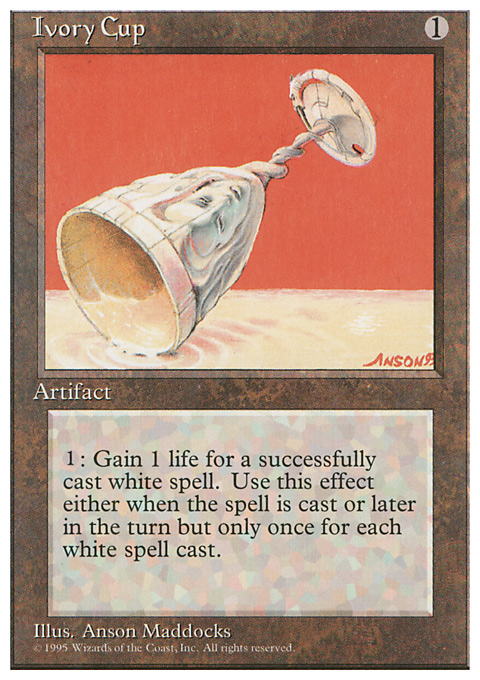 Ivory Cup 1
ANSON 93
Artifact
1: Gain 1 life for a successfully
cast white spell. Use this effect
either when the spell is cast or later
in the turn but only once for each
white spell cast.
Illus. Anson Maddocks
© 1995 Wizards of the Coast, Inc. All rights reserved.